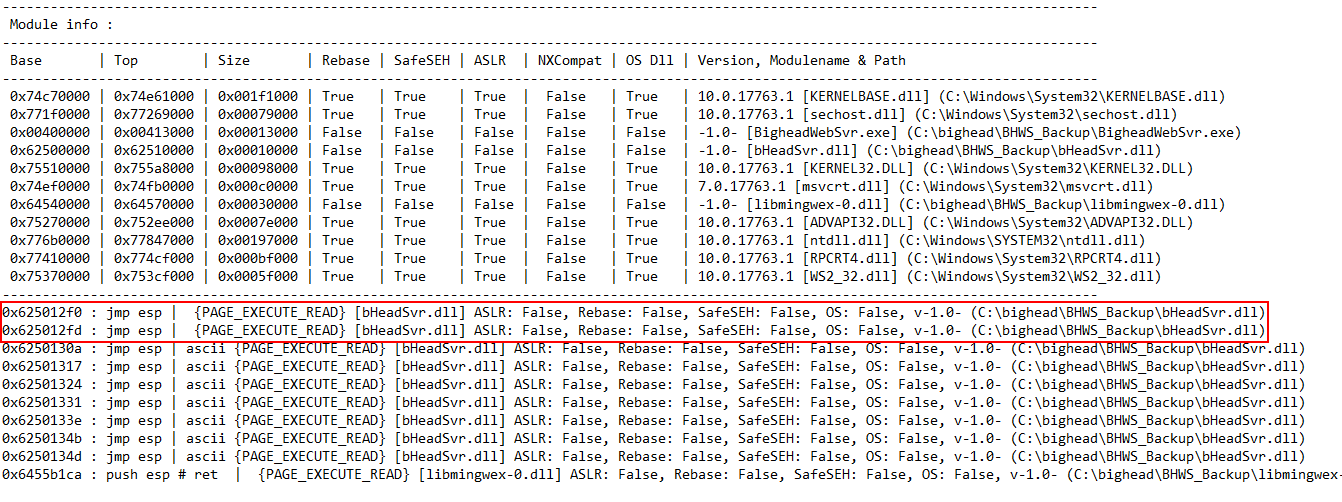 ----------------------------------------------------------------------------------------------------------------------------------------
 Module info :
----------------------------------------------------------------------------------------------------------------------------------------
 Base       | Top        | Size       | Rebase | SafeSEH | ASLR  | NXCompat | OS Dll | Version, Modulename & Path
----------------------------------------------------------------------------------------------------------------------------------------
 0x74c70000 | 0x74e61000 | 0x001f1000 | True   | True    | True  |  False   | True   | 10.0.17763.1 [KERNELBASE.dll] (C:\Windows\System32\KERNELBASE.dll)
 0x771f0000 | 0x77269000 | 0x00079000 | True   | True    | True  |  False   | True   | 10.0.17763.1 [sechost.dll] (C:\Windows\System32\sechost.dll)
 0x00400000 | 0x00413000 | 0x00013000 | False  | False   | False |  False   | False  | -1.0- [BigheadWebSvr.exe] (C:\bighead\BHWS_Backup\BigheadWebSvr.exe)
 0x62500000 | 0x62510000 | 0x00010000 | False  | False   | False |  False   | False  | -1.0- [bHeadSvr.dll] (C:\bighead\BHWS_Backup\bHeadSvr.dll)
 0x75510000 | 0x755a8000 | 0x00098000 | True   | True    | True  |  False   | True   | 10.0.17763.1 [KERNEL32.DLL] (C:\Windows\System32\KERNEL32.DLL)
 0x74ef0000 | 0x74fb0000 | 0x000c0000 | True   | True    | True  |  False   | True   | 7.0.17763.1 [msvcrt.dll] (C:\Windows\System32\msvcrt.dll)
 0x64540000 | 0x64570000 | 0x00030000 | False  | False   | False |  False   | False  | -1.0- [libmingwex-0.dll] (C:\bighead\BHWS_Backup\libmingwex-0.dll)
 0x75270000 | 0x752ee000 | 0x0007e000 | True   | True    | True  |  False   | True   | 10.0.17763.1 [ADVAPI32.DLL] (C:\Windows\System32\ADVAPI32.DLL)
 0x776b0000 | 0x77847000 | 0x00197000 | True   | True    | True  |  False   | True   | 10.0.17763.1 [ntdll.dll] (C:\Windows\SYSTEM32\ntdll.dll)
 0x77410000 | 0x774cf000 | 0x000bf000 | True   | True    | True  |  False   | True   | 10.0.17763.1 [RPCRT4.dll] (C:\Windows\System32\RPCRT4.dll)
 0x75370000 | 0x753cf000 | 0x0005f000 | True   | True    | True  |  False   | True   | 10.0.17763.1 [WS2_32.dll] (C:\Windows\System32\WS2_32.dll)
----------------------------------------------------------------------------------------------------------------------------------------
0x625012f0 : jmp esp |  {PAGE_EXECUTE_READ} [bHeadSvr.dll] ASLR: False, Rebase: False, SafeSEH: False, OS: False, v-1.0- (C:\bighead\BHWS_Backup\bHeadSvr.dll)
0x625012fd : jmp esp |  {PAGE_EXECUTE_READ} [bHeadSvr.dll] ASLR: False, Rebase: False, SafeSEH: False, OS: False, v-1.0- (C:\bighead\BHWS_Backup\bHeadSvr.dll)
0x6250130a : jmp esp | ascii {PAGE_EXECUTE_READ} [bHeadSvr.dll] ASLR: False, Rebase: False, SafeSEH: False, OS: False, v-1.0- (C:\bighead\BHWS_Backup\bHeadSvr.dll)
0x62501317 : jmp esp | ascii {PAGE_EXECUTE_READ} [bHeadSvr.dll] ASLR: False, Rebase: False, SafeSEH: False, OS: False, v-1.0- (C:\bighead\BHWS_Backup\bHeadSvr.dll)
0x62501324 : jmp esp | ascii {PAGE_EXECUTE_READ} [bHeadSvr.dll] ASLR: False, Rebase: False, SafeSEH: False, OS: False, v-1.0- (C:\bighead\BHWS_Backup\bHeadSvr.dll)
0x62501331 : jmp esp | ascii {PAGE_EXECUTE_READ} [bHeadSvr.dll] ASLR: False, Rebase: False, SafeSEH: False, OS: False, v-1.0- (C:\bighead\BHWS_Backup\bHeadSvr.dll)
0x6250133e : jmp esp | ascii {PAGE_EXECUTE_READ} [bHeadSvr.dll] ASLR: False, Rebase: False, SafeSEH: False, OS: False, v-1.0- (C:\bighead\BHWS_Backup\bHeadSvr.dll)
0x6250134b : jmp esp | ascii {PAGE_EXECUTE_READ} [bHeadSvr.dll] ASLR: False, Rebase: False, SafeSEH: False, OS: False, v-1.0- (C:\bighead\BHWS_Backup\bHeadSvr.dll)
0x6250134d : jmp esp | ascii {PAGE_EXECUTE_READ} [bHeadSvr.dll] ASLR: False, Rebase: False, SafeSEH: False, OS: False, v-1.0- (C:\bighead\BHWS_Backup\bHeadSvr.dll)
0x6455b1ca : push esp # ret  |  {PAGE_EXECUTE_READ} [libmingwex-0.dll] ASLR: False, Rebase: False, SafeSEH: False, OS: False, v-1.0- (C:\bighead\BHWS_Backup\libmingwex-